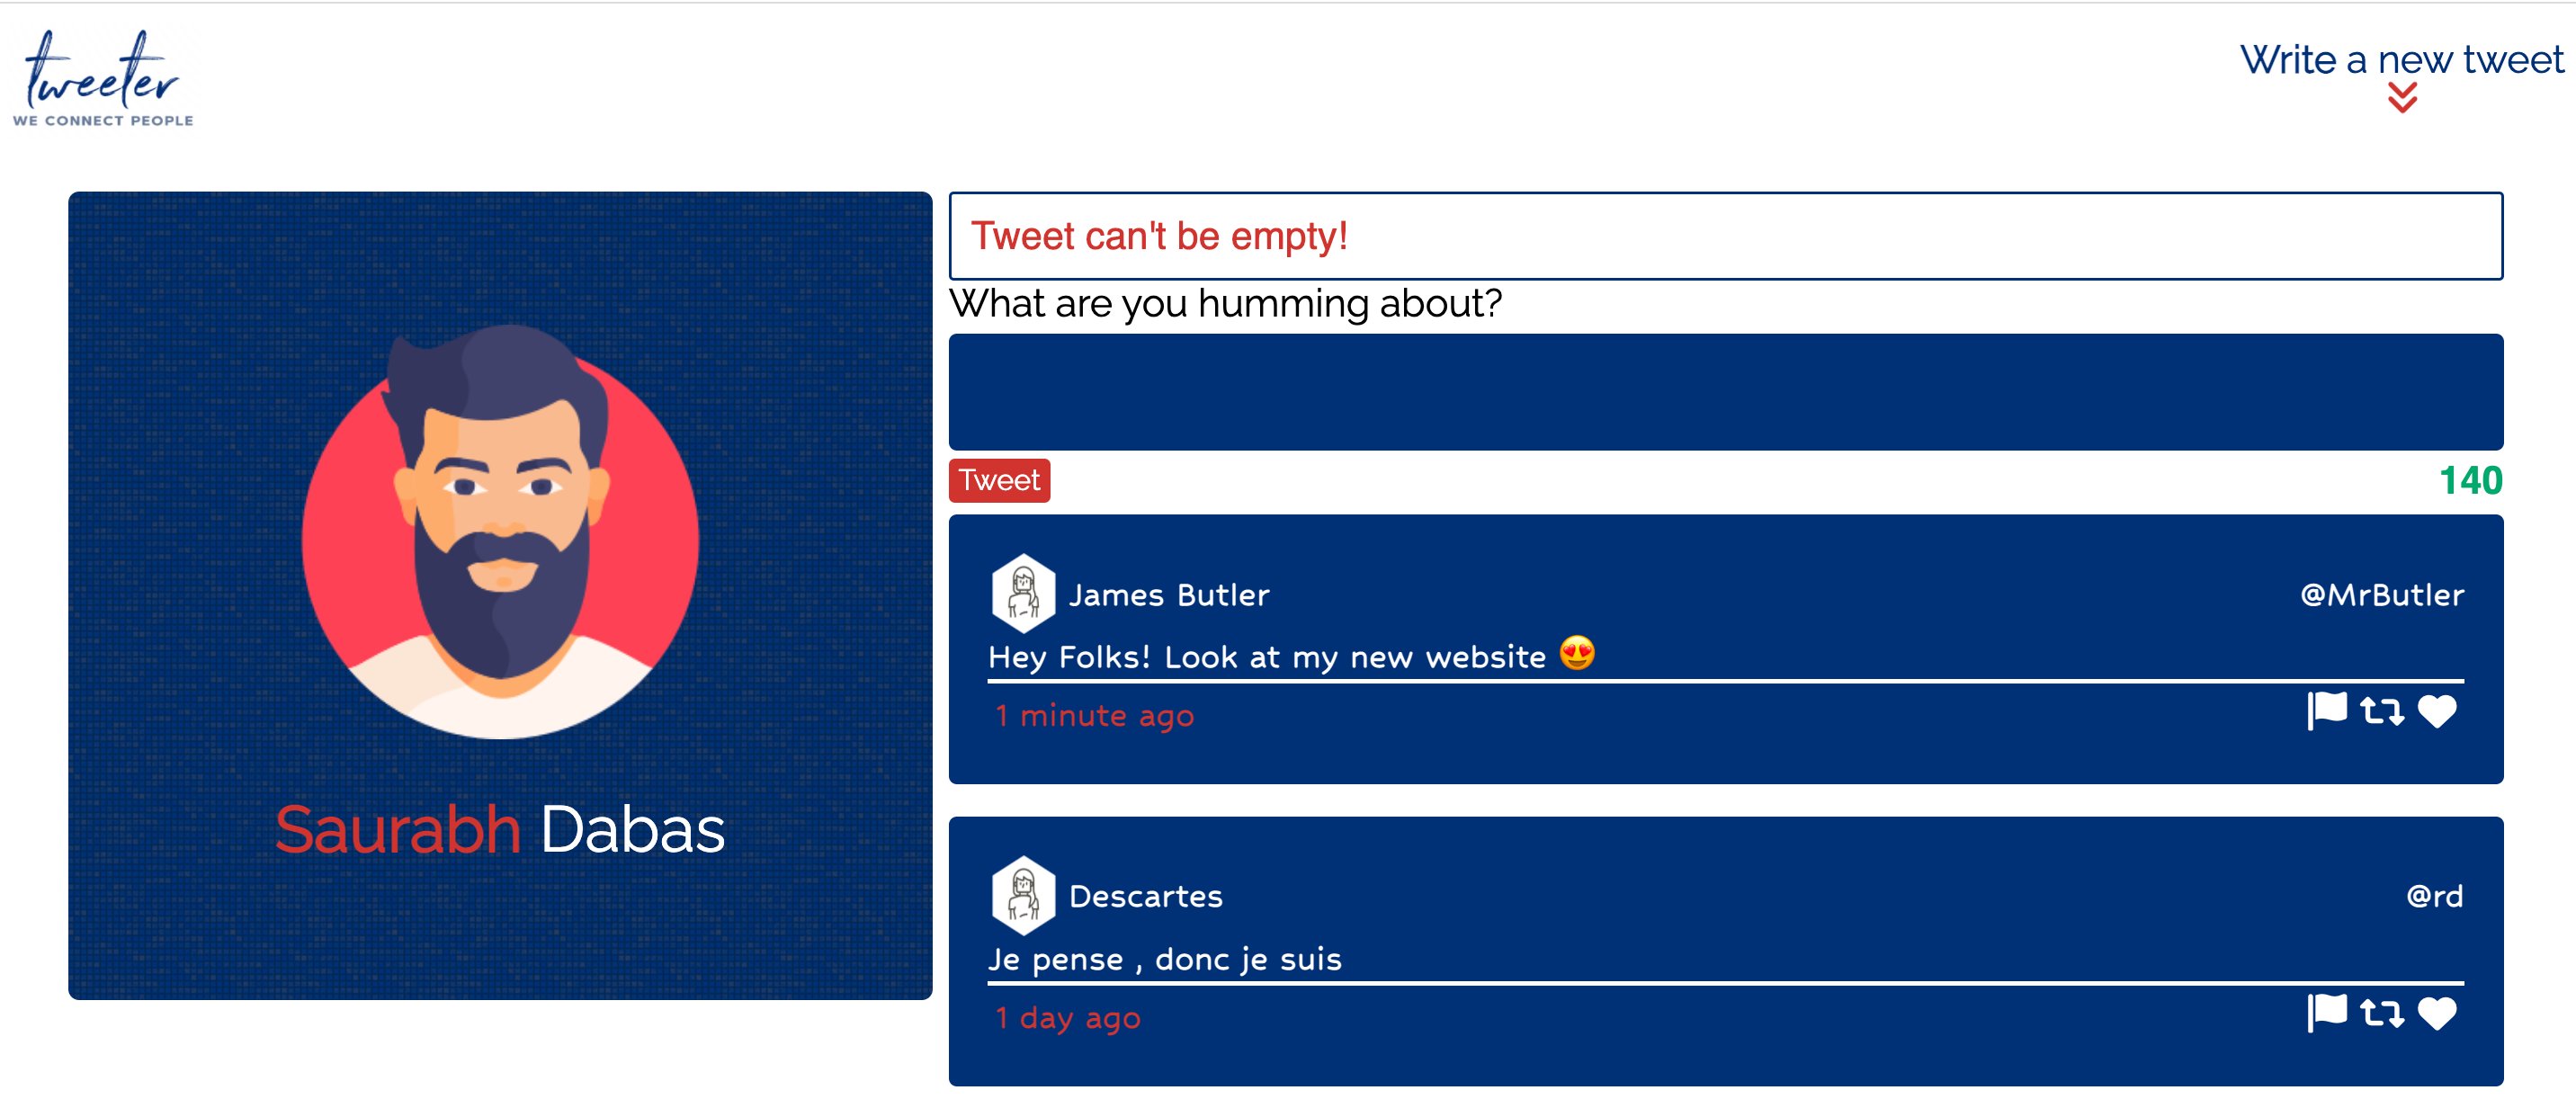 tweeter
WE CONNECT PEOPLE
Write a new tweet
Saurabh Dabas
Tweet can't be empty!
What are you humming about?
Tweet
140
James Butler
@MrButler
Hey Folks! Look at my new website 😍
1 minute ago
Descartes
@rd
Je pense , donc je suis
1 day ago